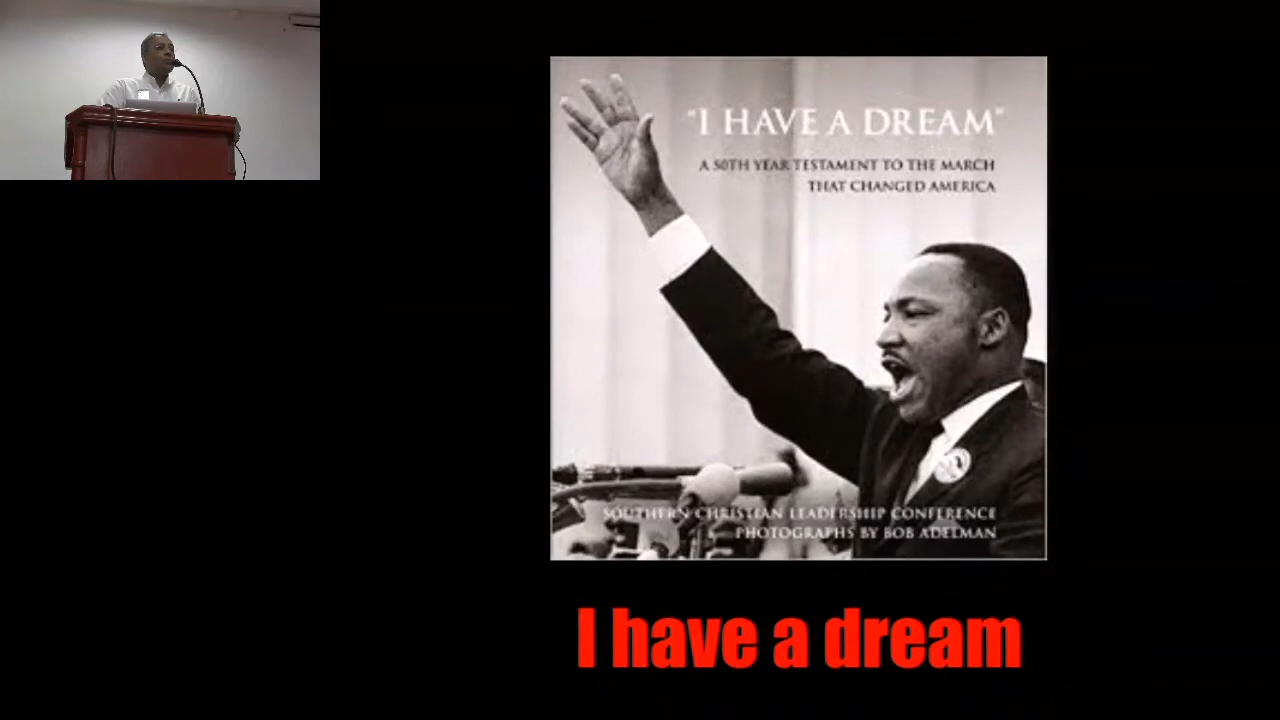 "I HAVE A DREAM"
A 50TH YEAR TESTAMENT TO THE MARCH
THAT CHANGED AMERICA
SOUTHERN CHRISTIAN LEADERSHIP CONFERENCE
PHOTOGRAPHS BY BOB ADELMAN
I have a dream